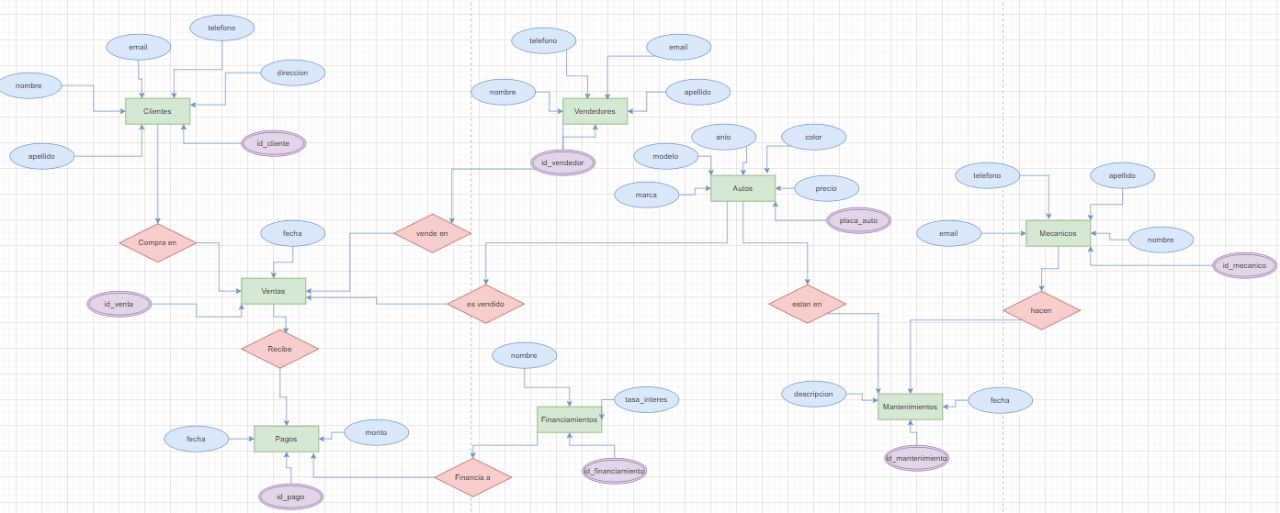 telefono
email
nombre
direccion
Clientes
id_cliente
apellido
telefono
email
nombre
apellido
Vendedores
id_vendedor
anio
color
modelo
Autos
marca
precio
placa_auto
telefono
apellido
email
Mecanicos
nombre
id_mecanico
Compra en
fecha
vende en
Ventas
id_venta
es vendido
estan en
hacen
Recibe
nombre
tasa_interes
Financiamientos
descripcion
fecha
Mantenimientos
fecha
Pagos
monto
id_mantenimiento
Financia a
id_financiamiento
id_pago